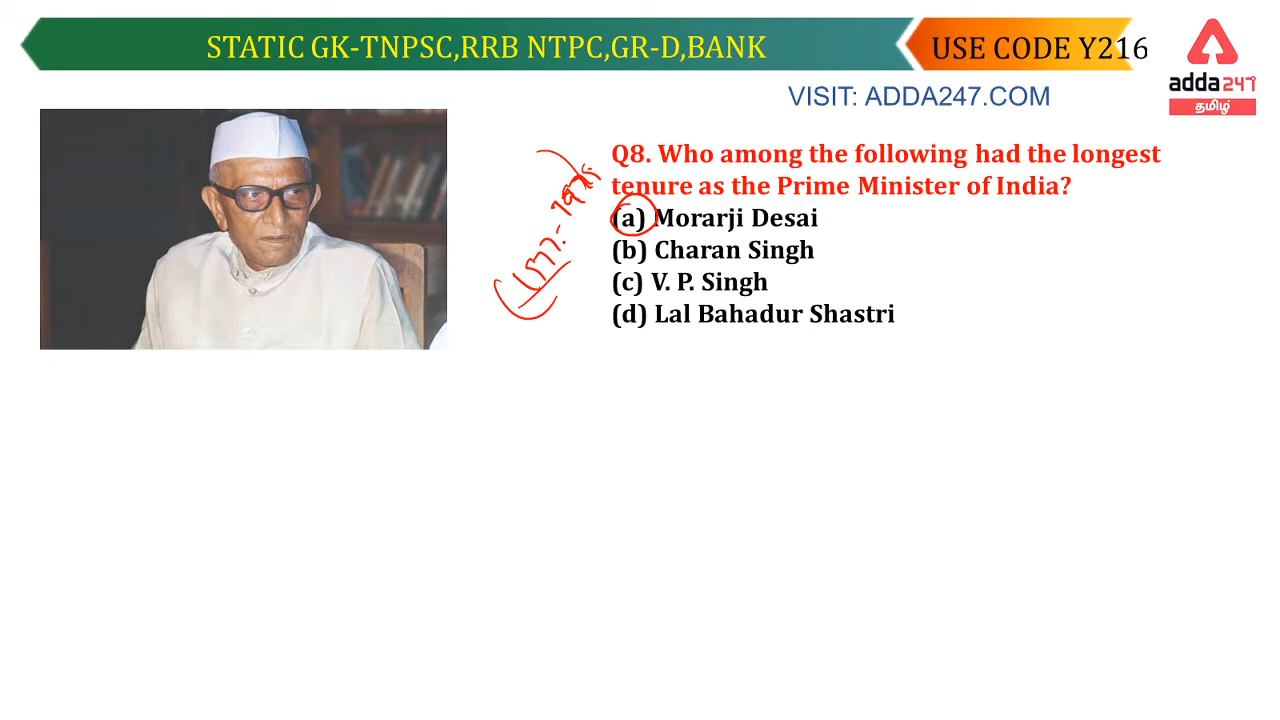 STATIC GK-TNPSC,RRB NTPC,GR-D,BANK
USE CODE Y216
adda247
தமிழ்
VISIT: ADDA247.COM
Q8. Who among the following had the longest
tenure as the Prime Minister of India?
(a) Morarji Desai
(b) Charan Singh
(c) V. P. Singh
(d) Lal Bahadur Shastri